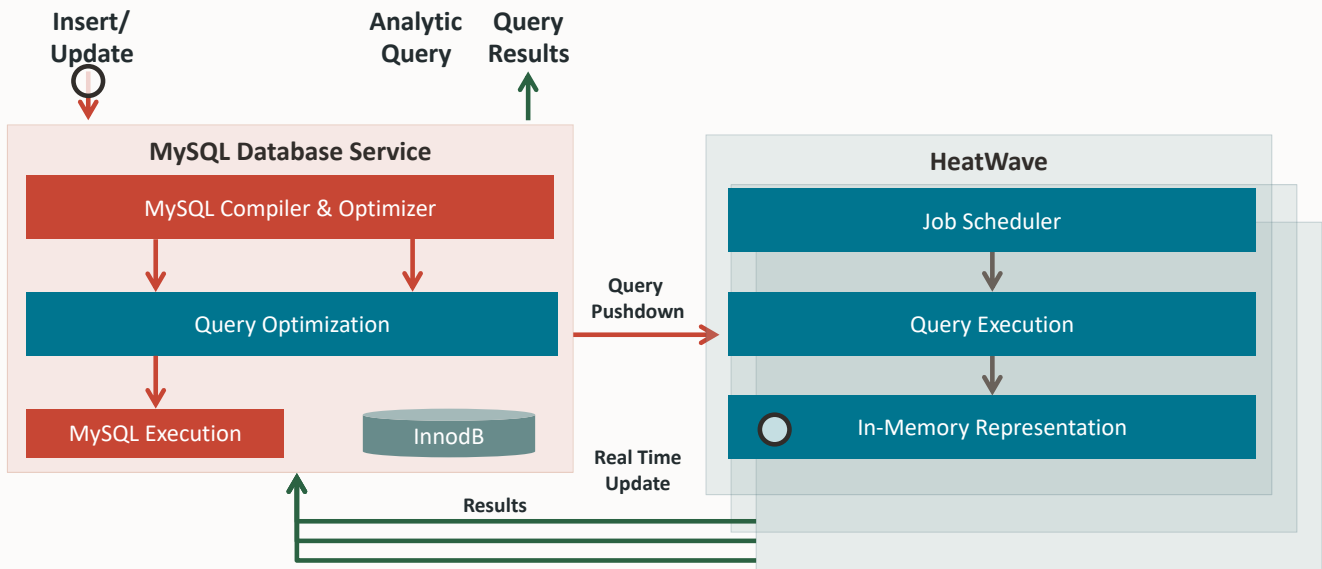 Insert/
Update
Analytic
Query
Query
Results
MySQL Database Service
MySQL Compiler & Optimizer
Query Optimization
MySQL Execution
InnodB
Query
Pushdown
HeatWave
Job Scheduler
Query Execution
In-Memory Representation
Real Time
Update
Results